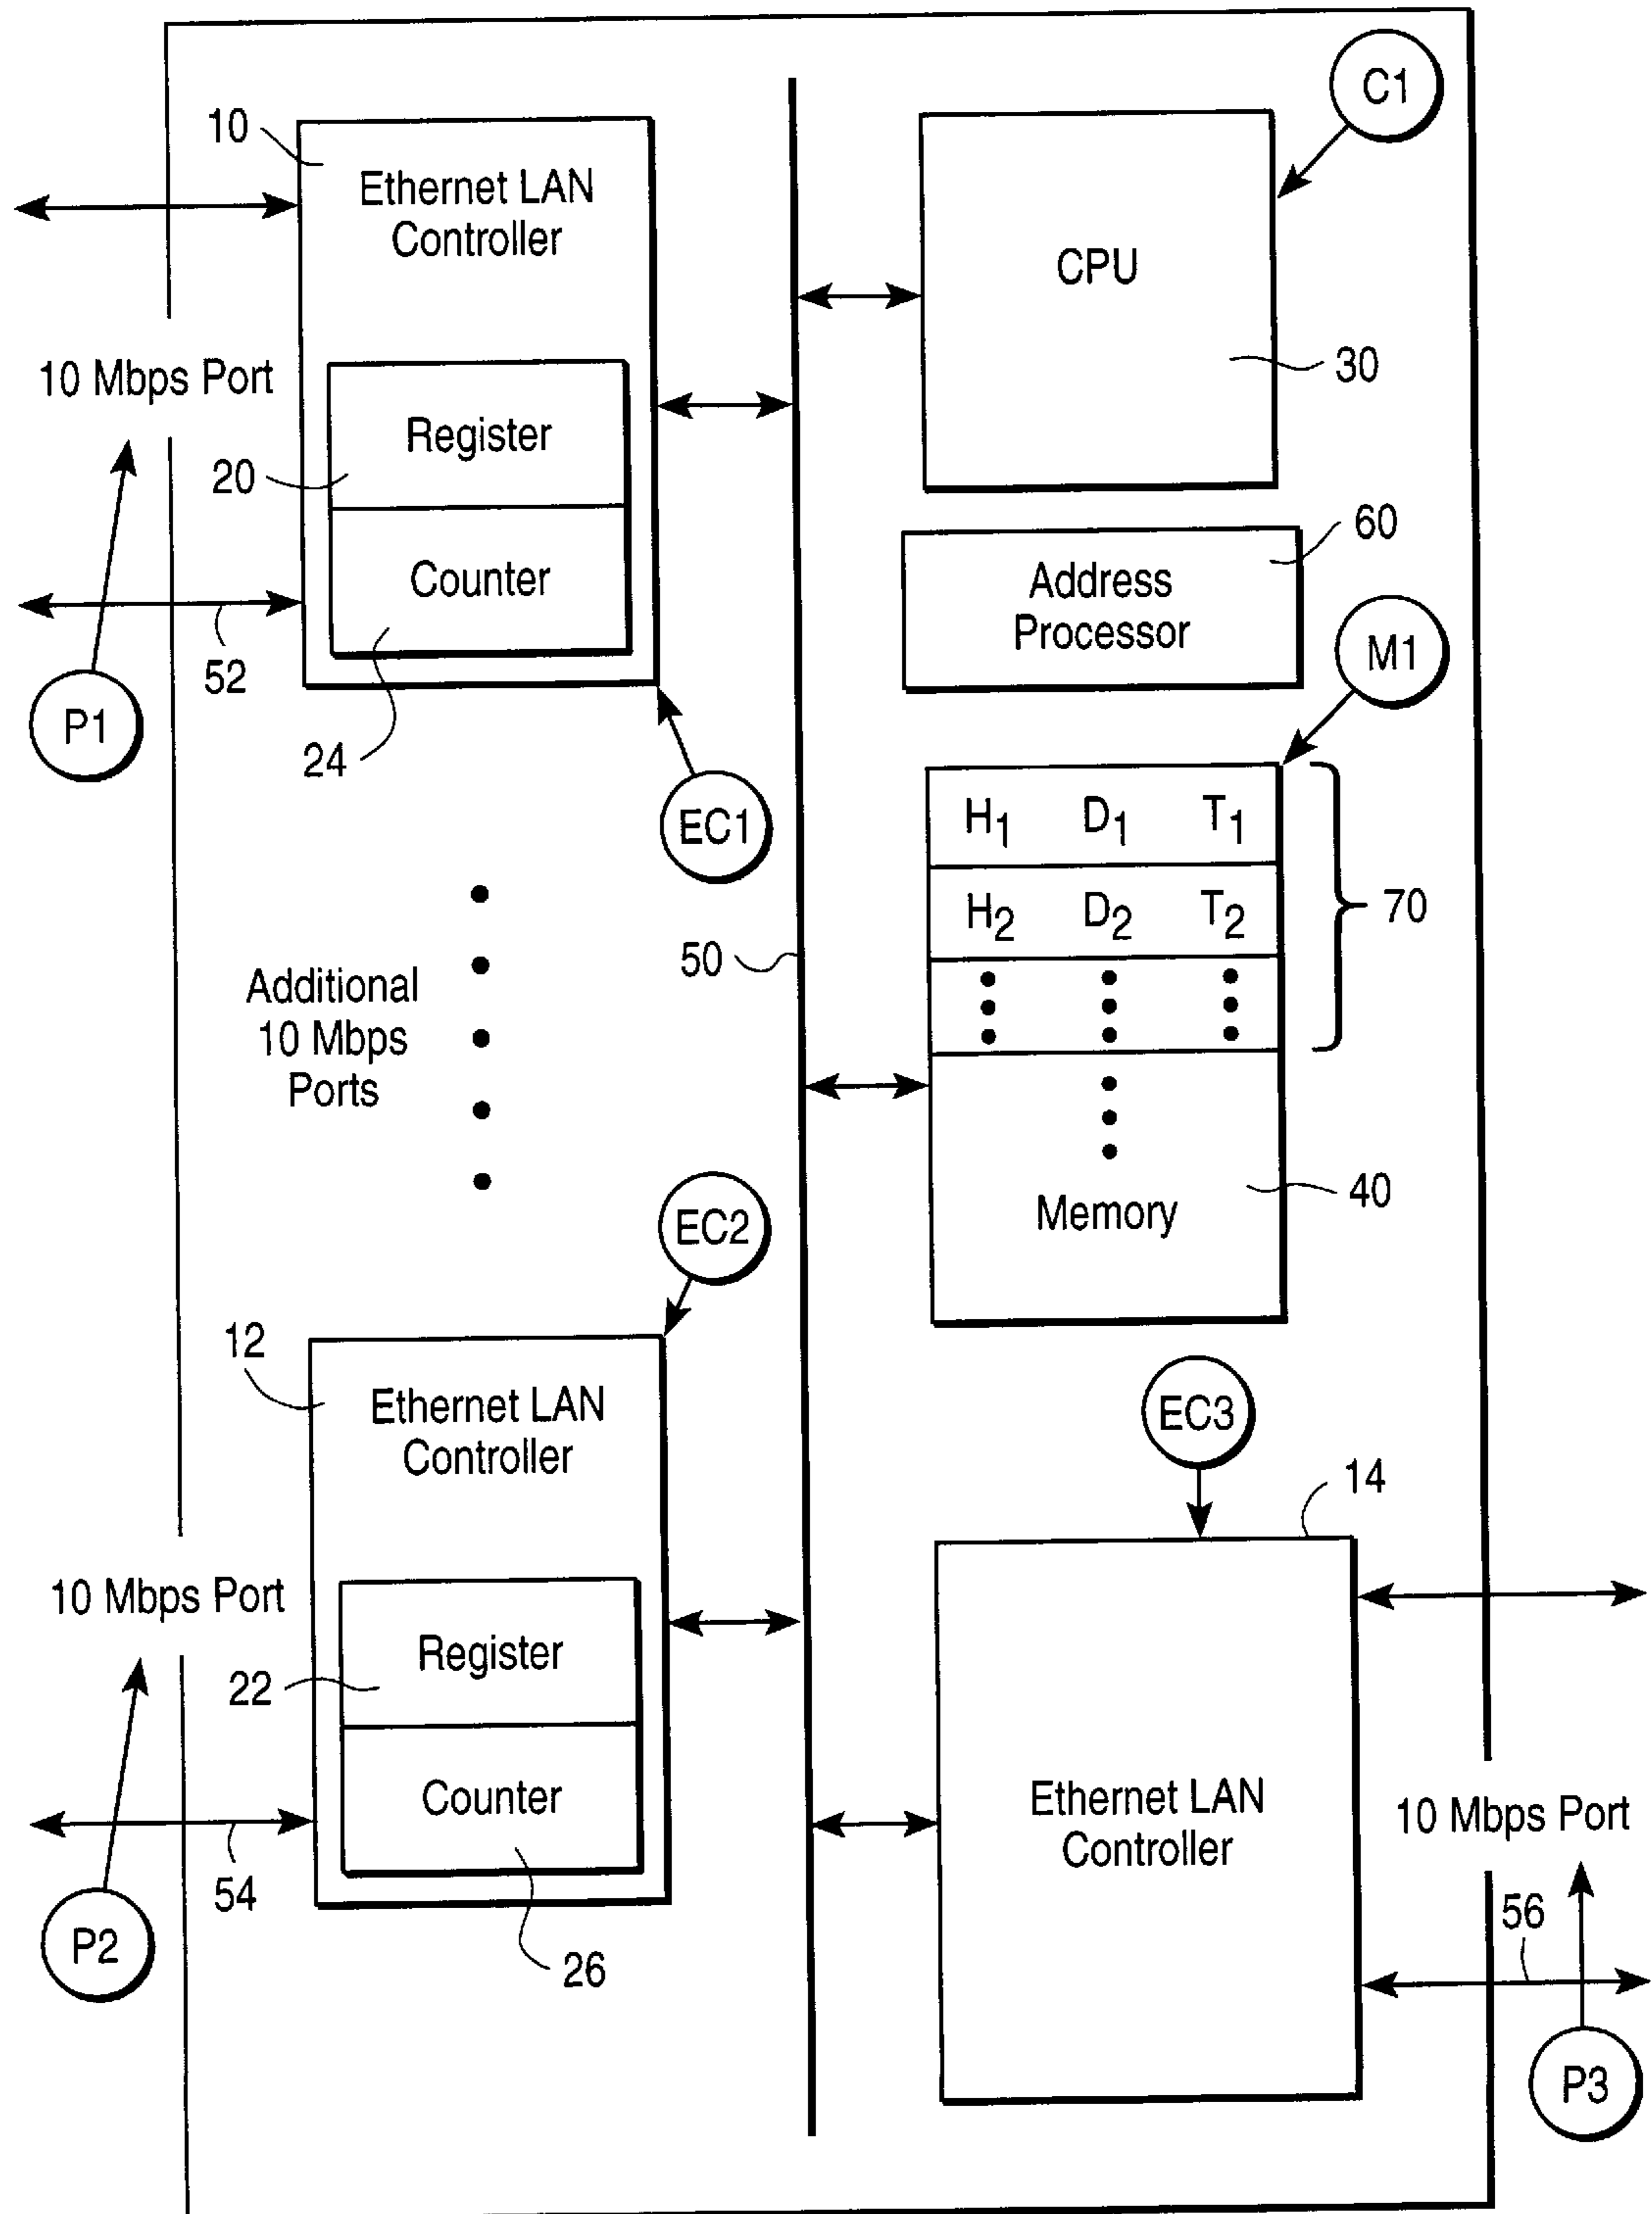 C1
10
Ethernet LAN
Controller
CPU
30
10 Mbps Port
Register
20
Counter
60
Address
Processor
M1
52
P1
24
EC1
H1 D1 T1
H2 D2 T2
70
50
Additional
10 Mbps
Ports
40
Memory
EC2
12
Ethernet LAN
Controller
EC3
14
10 Mbps Port
Register
22
Counter
54
P2
26
Ethernet LAN
Controller
10 Mbps Port
56
P3